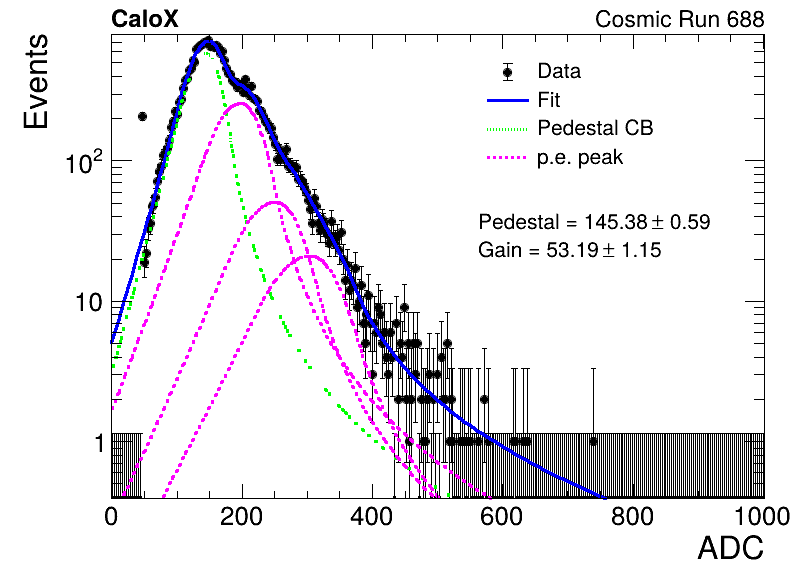 CaloX
Cosmic Run 688
Events
Data
Fit
Pedestal CB
p.e. peak
Pedestal = 145.38 ± 0.59
Gain = 53.19 ± 1.15
10²
10
1
0 200 400 600 800 1000
ADC